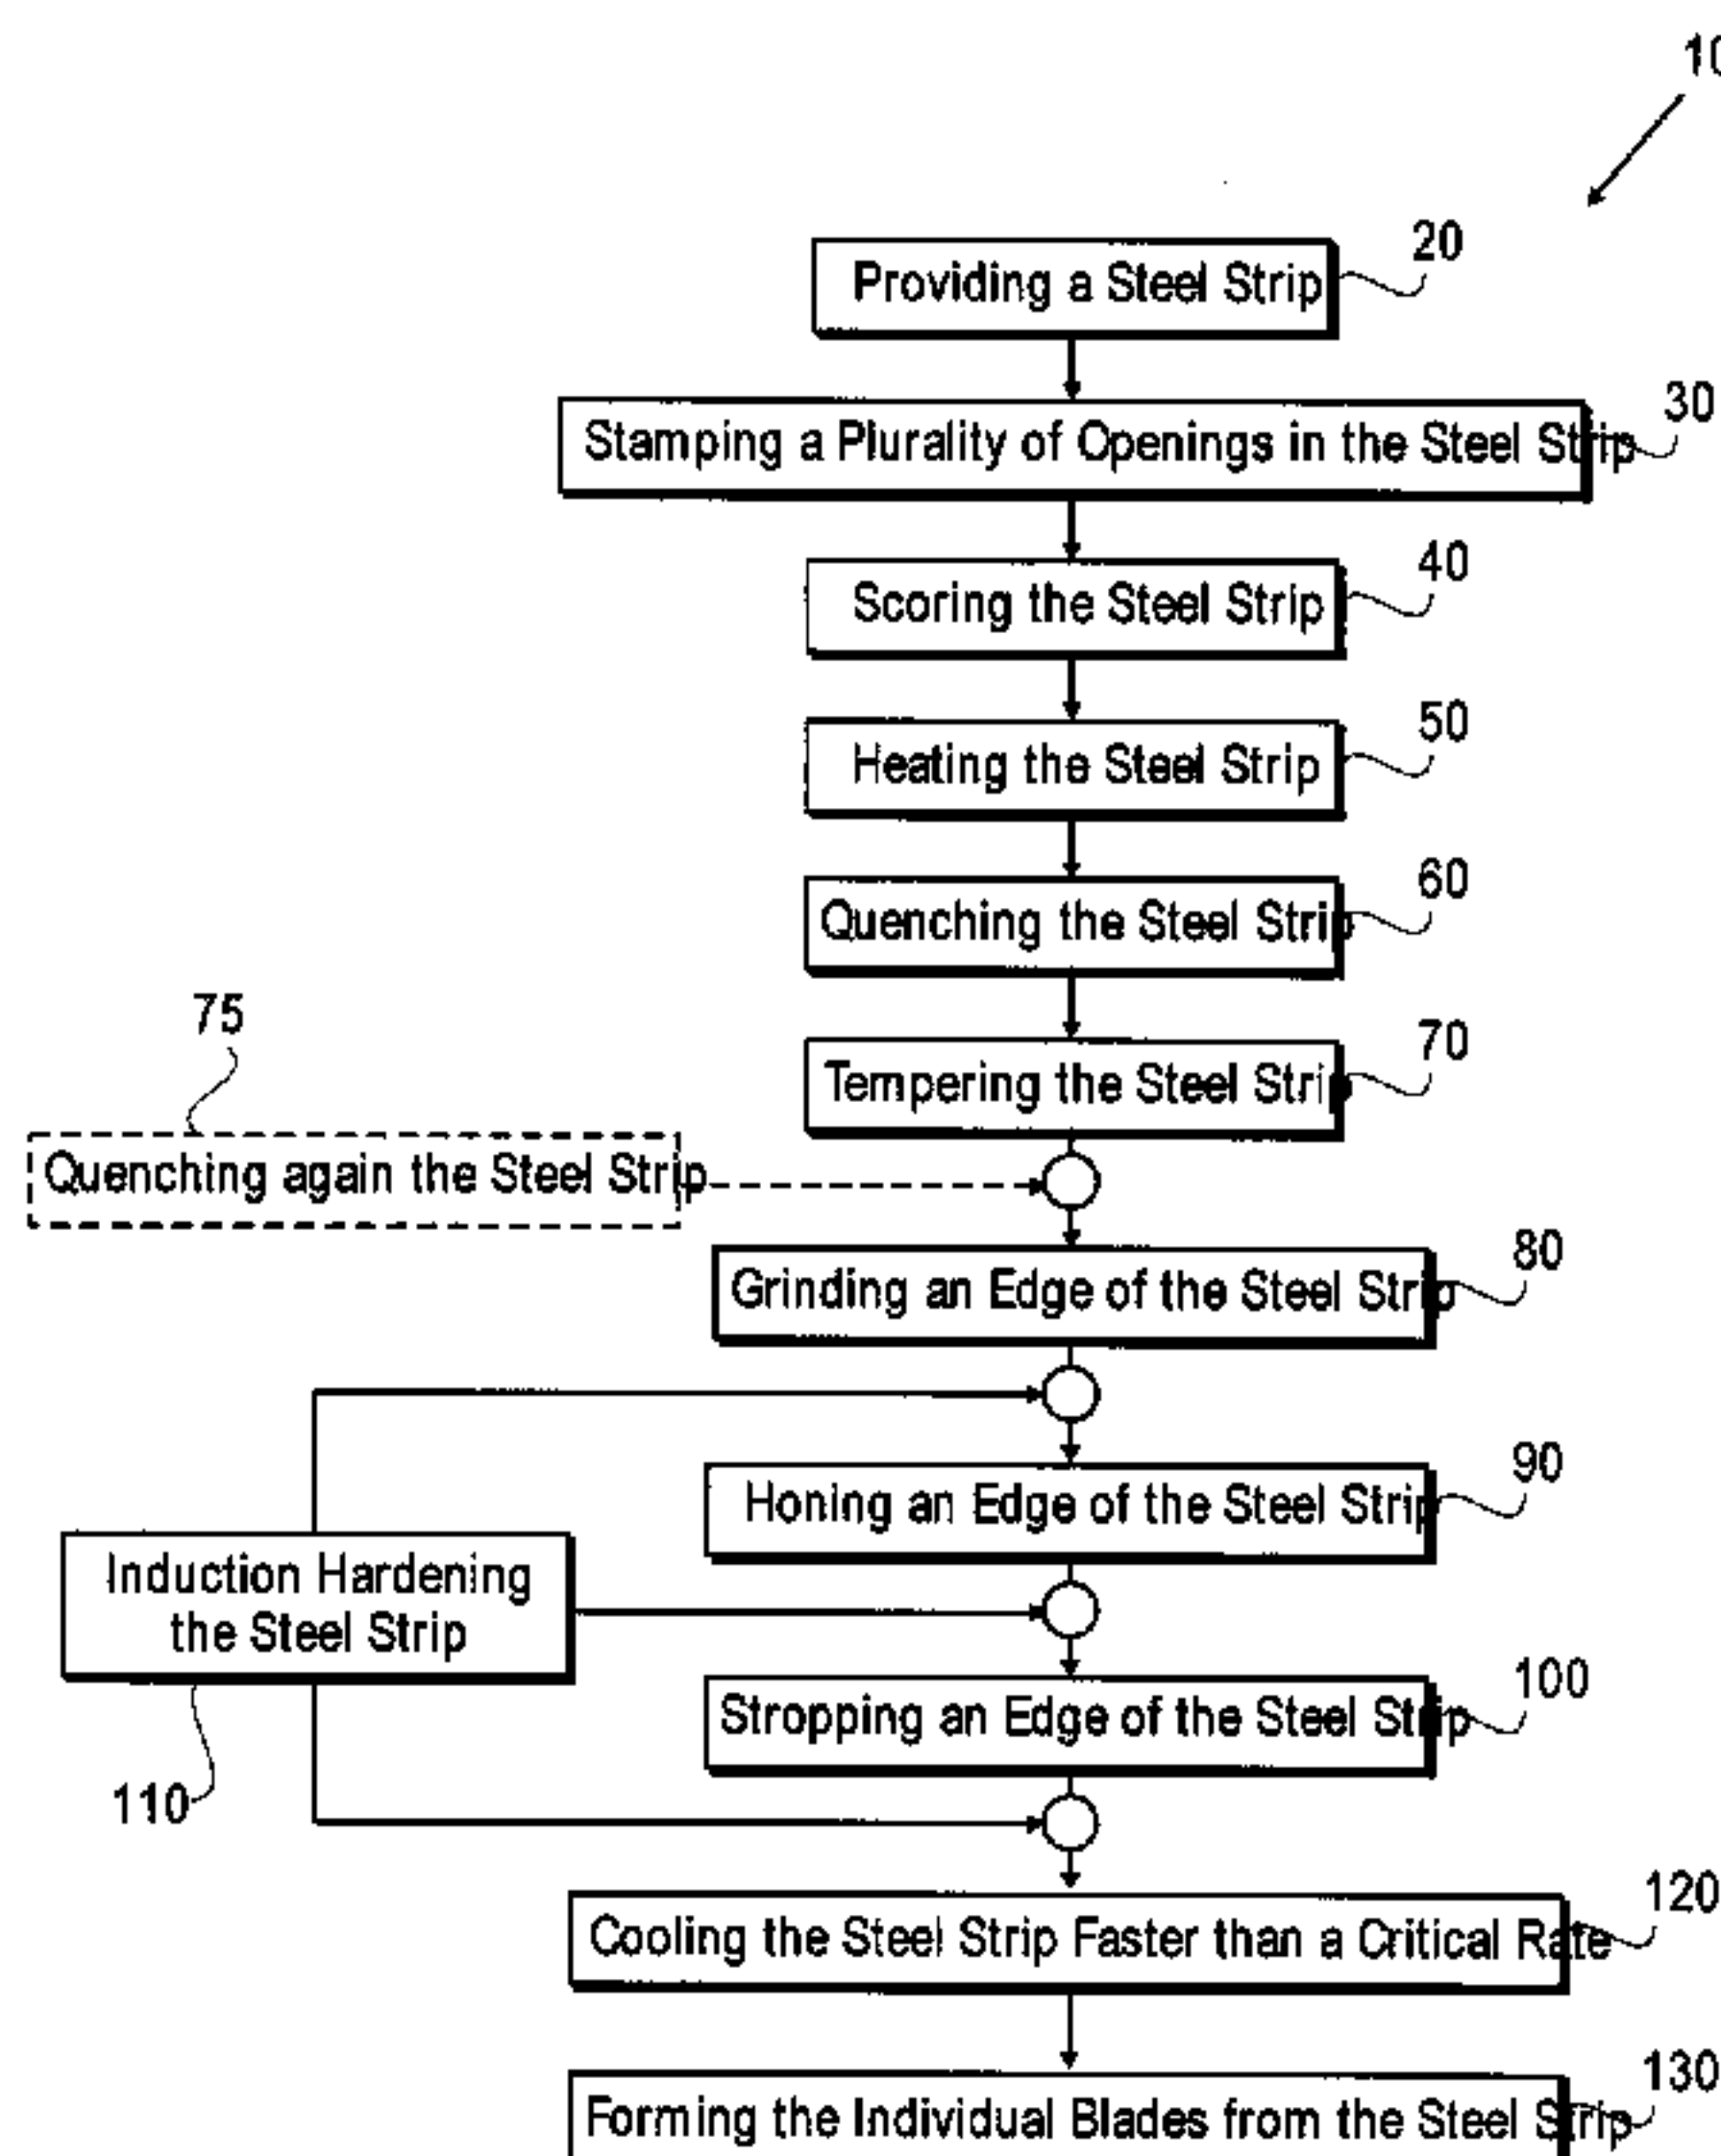 10
Providing a Steel Strip
20
Stamping a Plurality of Openings in the Steel Strip
30
Scoring the Steel Strip
40
Heating the Steel Strip
50
Quenching the Steel Strip
60
Tempering the Steel Strip
70
75
Quenching again the Steel Strip
Grinding an Edge of the Steel Strip
80
Honing an Edge of the Steel Strip
90
Induction Hardening
the Steel Strip
110
Stropping an Edge of the Steel Strip
100
Cooling the Steel Strip Faster than a Critical Rate
120
Forming the Individual Blades from the Steel Strip
130